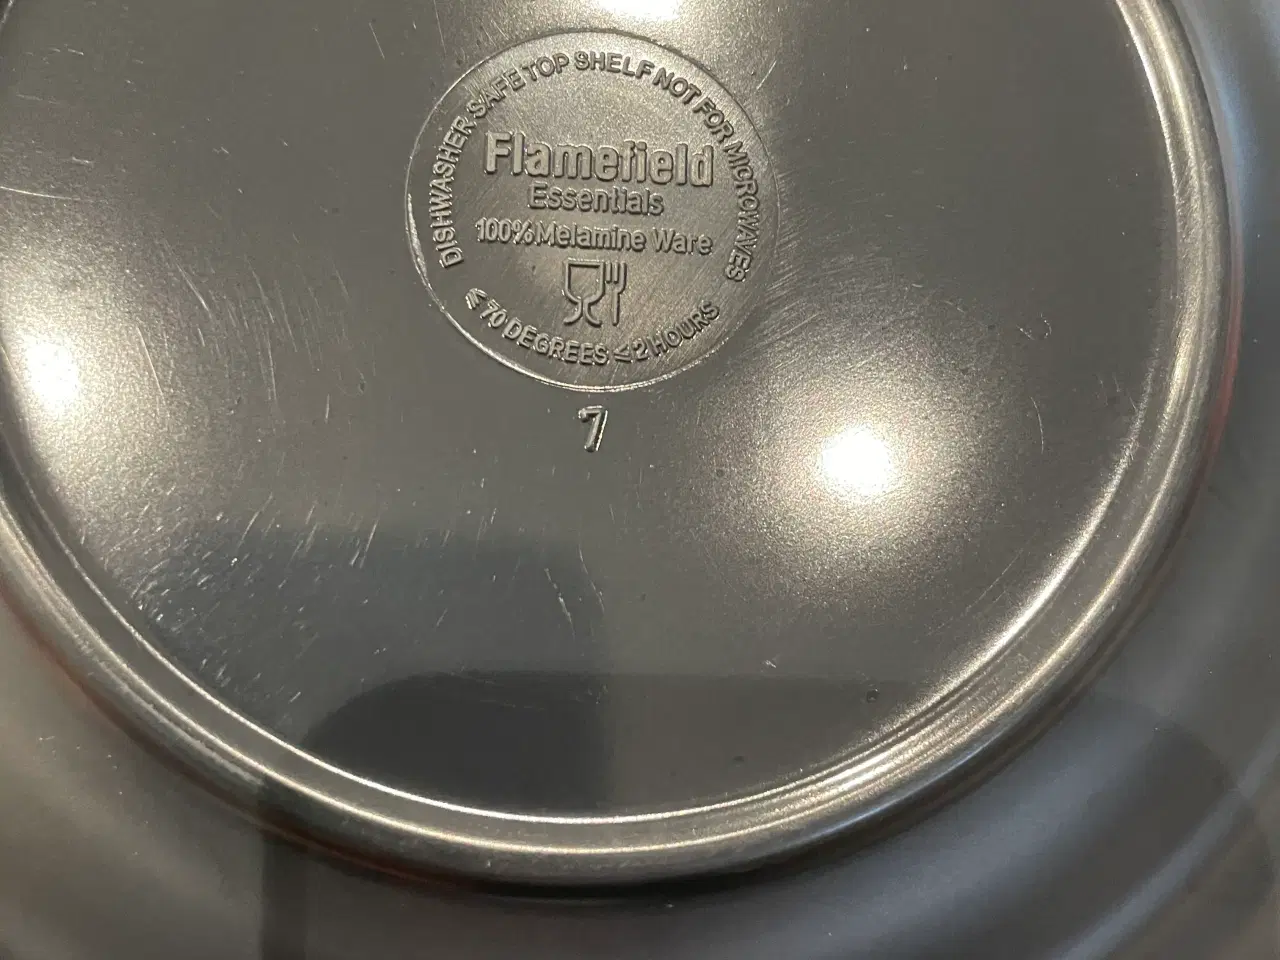 DISHWASHER SAFE TOP SHELF NOT FOR MICROWAVES
Flamefield
Essentials
100% Melamine Ware
≤70 DEGREES ≤2 HOURS
7